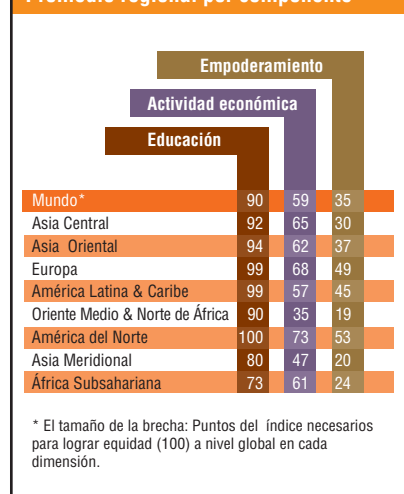 Promedio regional por componente
Empoderamiento
Actividad económica
Educación
Mundo* 90 59 35
Asia Central 92 65 30
Asia Oriental 94 62 37
Europa 99 68 49
América Latina & Caribe 99 57 45
Oriente Medio & Norte de África 90 35 19
América del Norte 100 73 53
Asia Meridional 80 47 20
África Subsahariana 73 61 24
* El tamaño de la brecha: Puntos del índice necesarios
para lograr equidad (100) a nivel global en cada
dimensión.